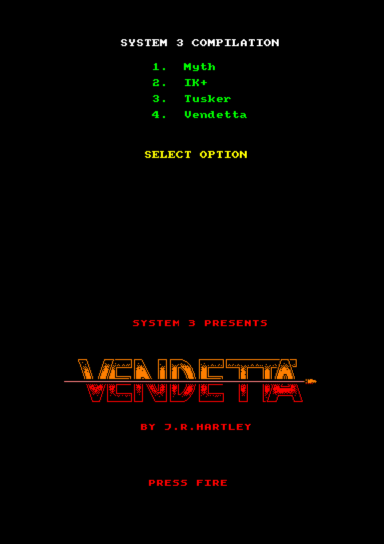 SYSTEM 3 COMPILATION
1. Myth
2. IK+
3. Tusker
4. Vendetta
SELECT OPTION
SYSTEM 3 PRESENTS
VENDETTA
BY J.R.HARTLEY
PRESS FIRE